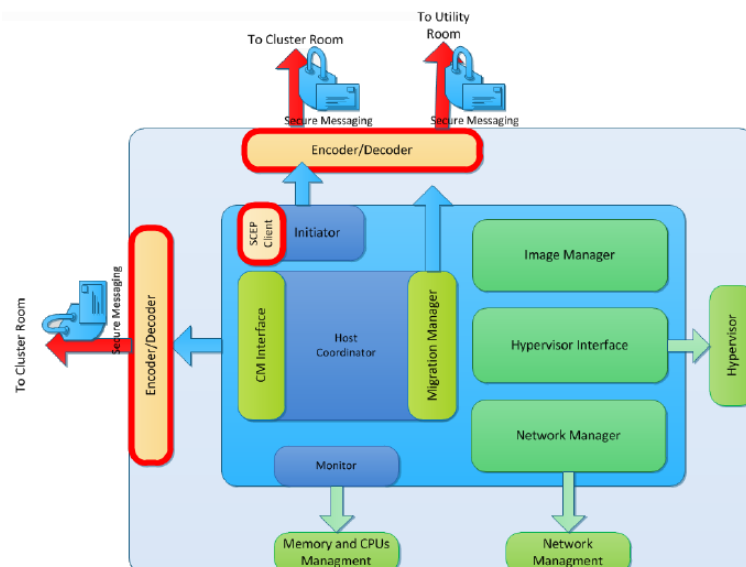 To Utility
Room
To Cluster Room
Secure Messaging
Secure Messaging
Encoder/Decoder
SCEP
Client
Initiator
Image Manager
To Cluster Room
Secure Messaging
Encoder/Decoder
CM Interface
Host
Coordinator
Migration Manager
Hypervisor Interface
Hypervisor
Network Manager
Monitor
Memory and CPUs
Managment
Network
Managment